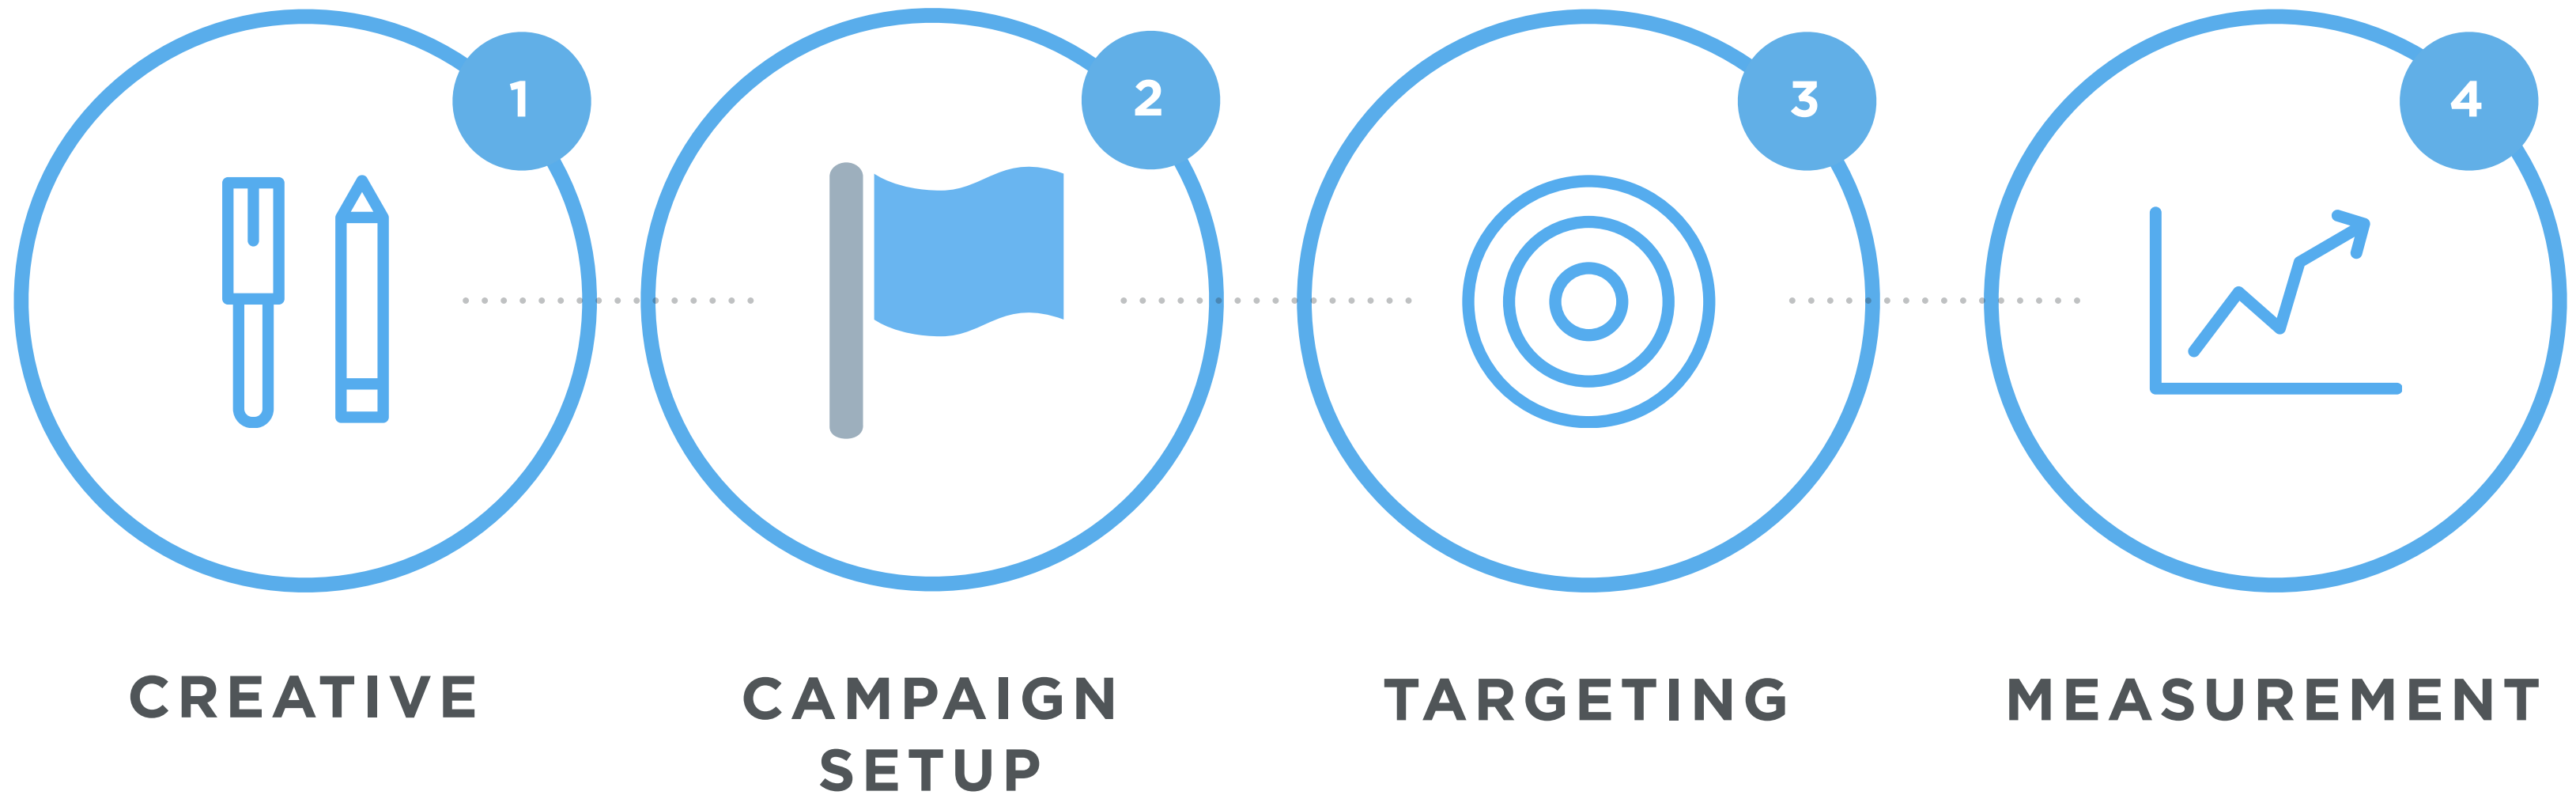 1
2
3
4
CREATIVE
CAMPAIGN
SETUP
TARGETING
MEASUREMENT